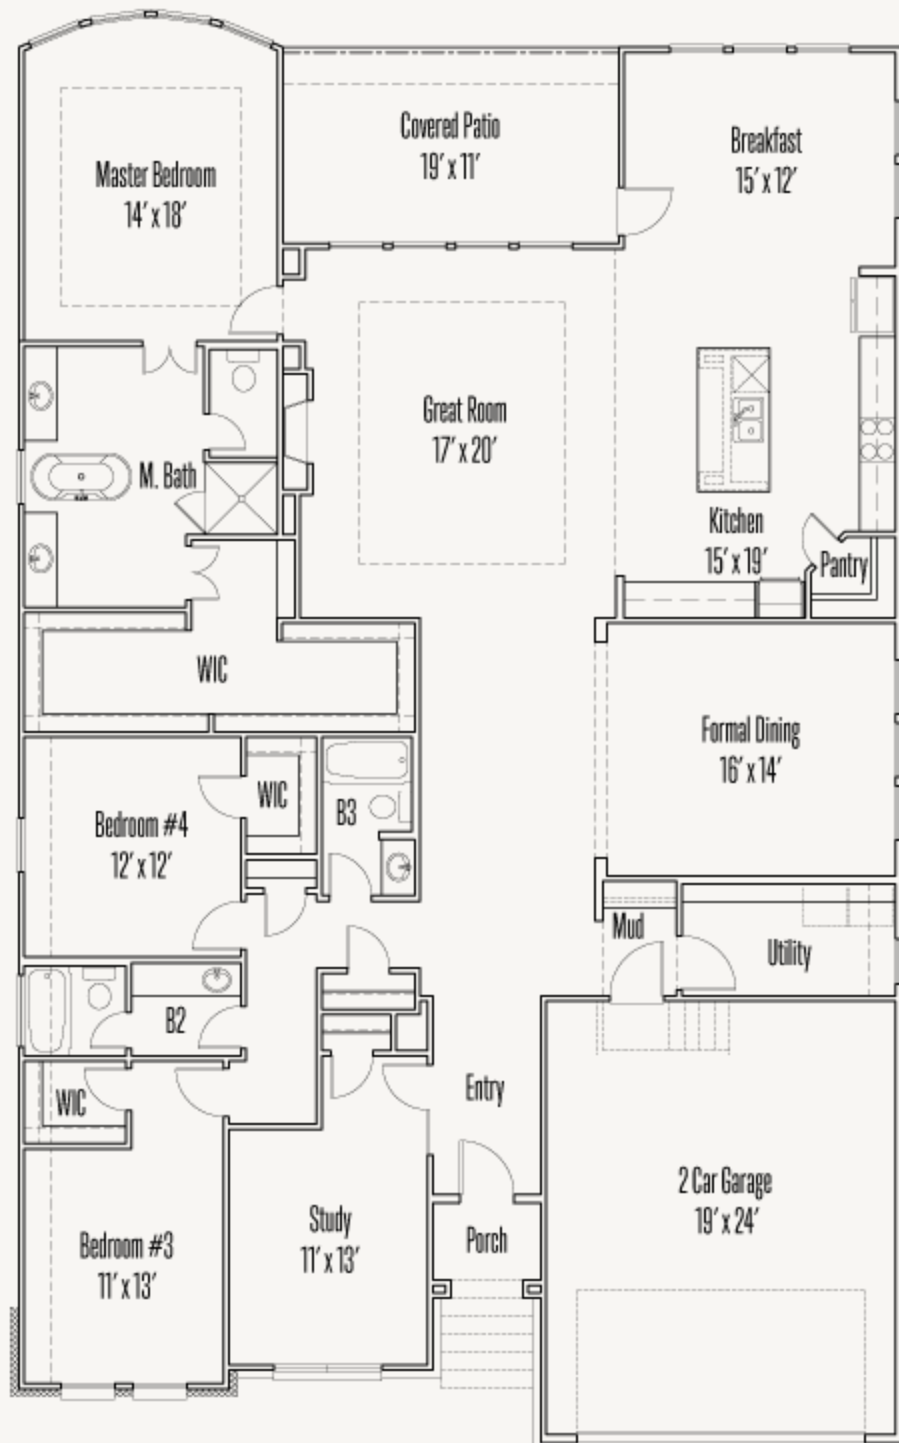 Covered Patio
19' x 11'
Breakfast
15' x 12'
Master Bedroom
14' x 18'
Great Room
17' x 20'
M. Bath
Kitchen
15' x 19'
Pantry
WIC
Formal Dining
16' x 14'
WIC
B3
Bedroom #4
12' x 12'
Mud
Utility
B2
WIC
Entry
2 Car Garage
19' x 24'
Study
11' x 13'
Porch
Bedroom #3
11' x 13'